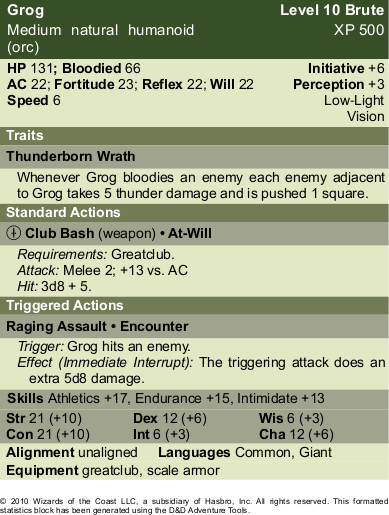 Grog Level 10 Brute
Medium natural humanoid XP 500
(orc)
HP 131; Bloodied 66 Initiative +6
AC 22; Fortitude 23; Reflex 22; Will 22 Perception +3
Speed 6 Low-Light
Vision
Traits
Thunderborn Wrath
Whenever Grog bloodies an enemy each enemy adjacent
to Grog takes 5 thunder damage and is pushed 1 square.
Standard Actions
Club Bash (weapon) • At-Will
Requirements: Greatclub.
Attack: Melee 2; +13 vs. AC
Hit: 3d8 + 5.
Triggered Actions
Raging Assault • Encounter
Trigger: Grog hits an enemy.
Effect (Immediate Interrupt): The triggering attack does an
extra 5d8 damage.
Skills Athletics +17, Endurance +15, Intimidate +13
Str 21 (+10) Dex 12 (+6) Wis 6 (+3)
Con 21 (+10) Int 6 (+3) Cha 12 (+6)
Alignment unaligned Languages Common, Giant
Equipment greatclub, scale armor
© 2010 Wizards of the Coast LLC, a subsidiary of Hasbro, Inc. All rights reserved. This formatted
statistics block has been generated using the D&D Adventure Tools.